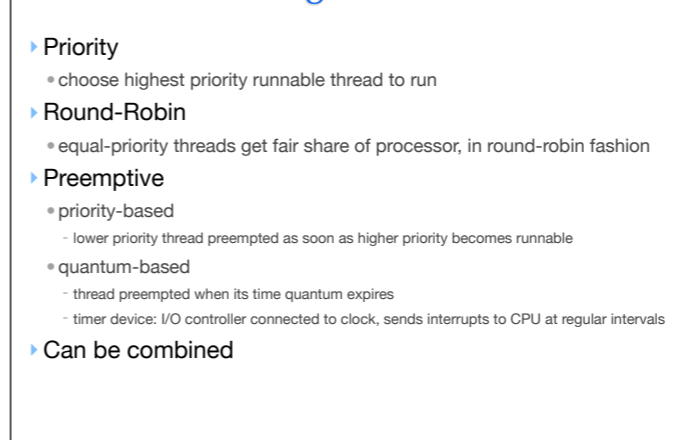 Priority
choose highest priority runnable thread to run
Round-Robin
equal-priority threads get fair share of processor, in round-robin fashion
Preemptive
priority-based
- lower priority thread preempted as soon as higher priority becomes runnable
quantum-based
- thread preempted when its time quantum expires
- timer device: I/O controller connected to clock, sends interrupts to CPU at regular intervals
Can be combined